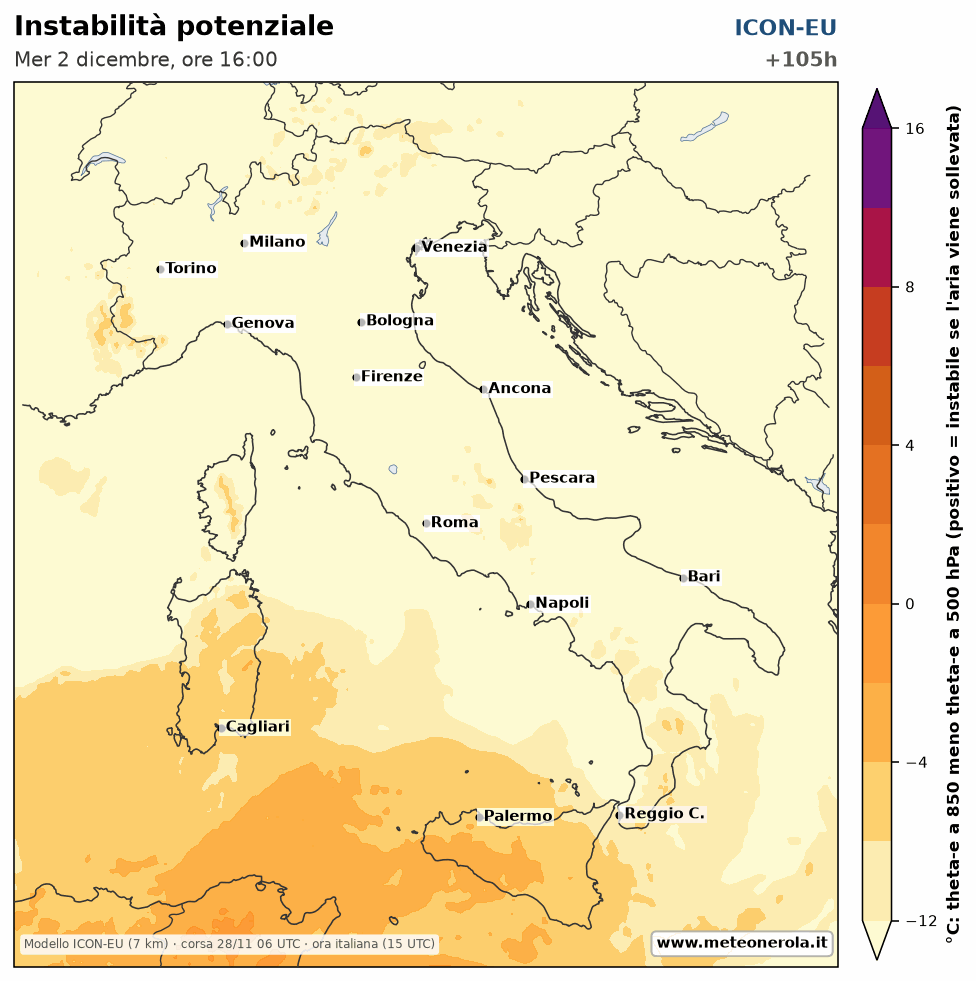 Instabilità potenziale
ICON-EU
Mer 2 dicembre, ore 16:00
+105h
Milano
Venezia
Torino
Genova
Bologna
Firenze
Ancona
Pescara
Roma
Bari
Napoli
Cagliari
Palermo
Reggio C.
16
8
4
0
−4
−12
°C: theta-e a 850 meno theta-e a 500 hPa (positivo = instabile se l'aria viene sollevata)
Modello ICON-EU (7 km) · corsa 28/11 06 UTC · ora italiana (15 UTC)
www.meteonerola.it